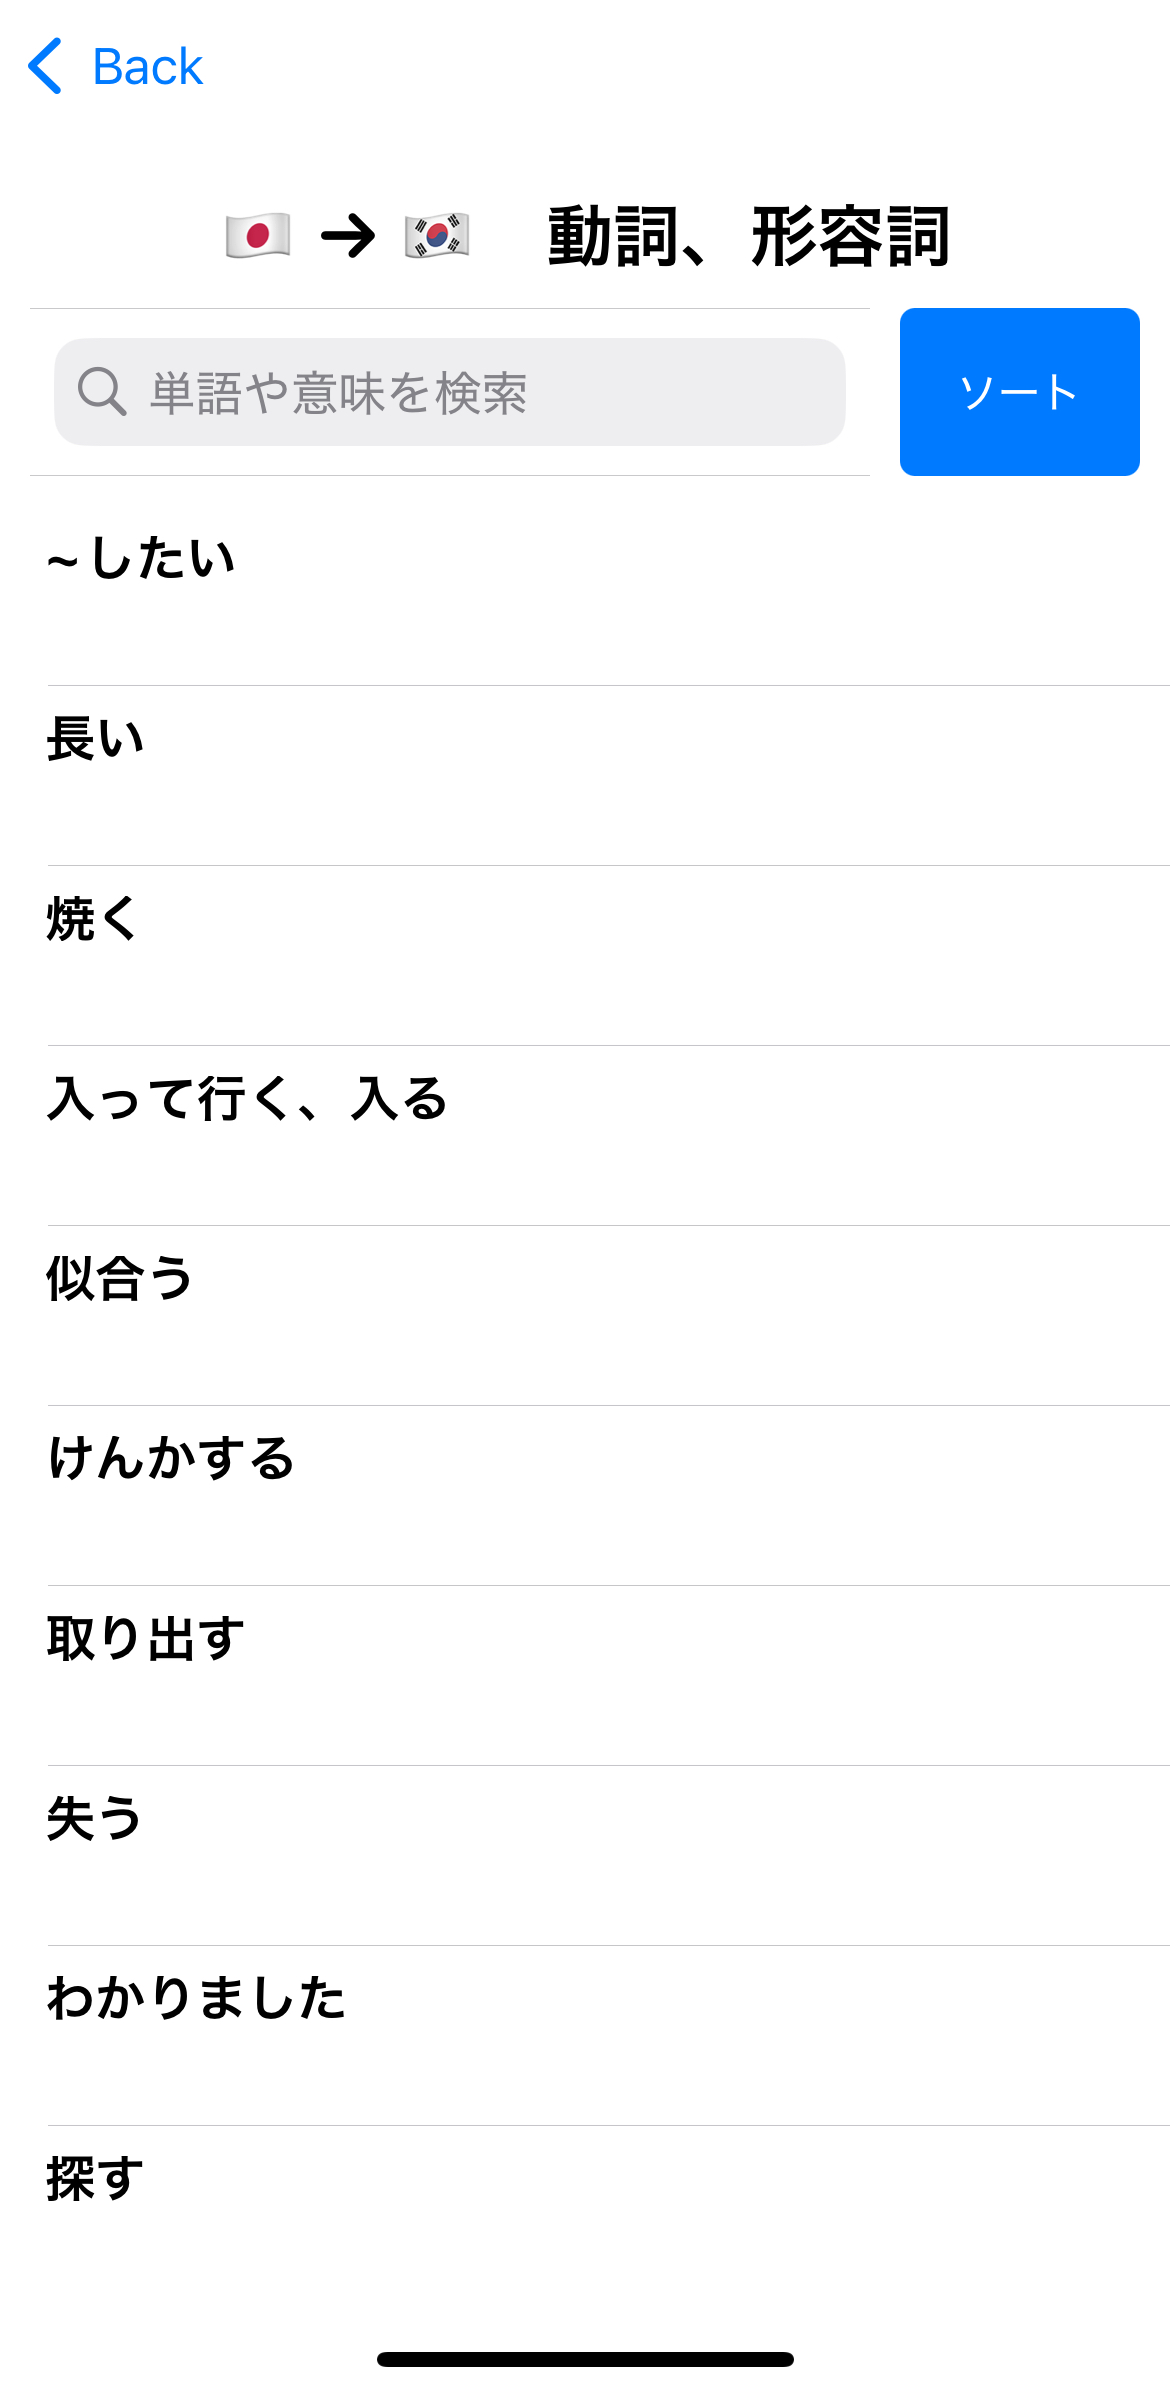 Back
🇯🇵 → 🇰🇷　動詞、形容詞
単語や意味を検索
ソート
~したい
長い
焼く
入って行く、入る
似合う
けんかする
取り出す
失う
わかりました
探す